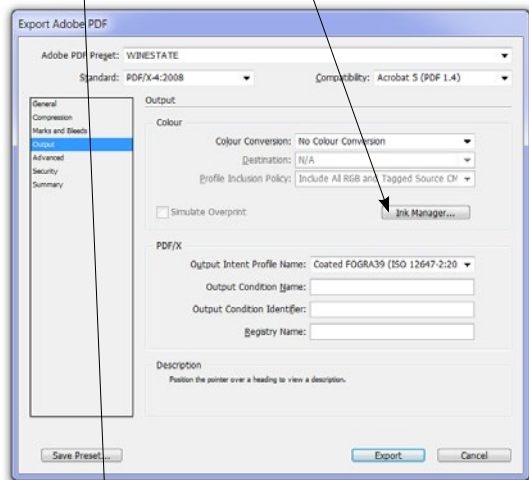 Export Adobe PDF
Adobe PDF Preset: WINESTATE
Standard: PDF/X-4:2008 Compatibility: Acrobat 5 (PDF 1.4)
General
Compression
Marks and Bleeds
Output
Advanced
Security
Summary
Output
Colour
Colour Conversion: No Colour Conversion
Destination: N/A
Profile Inclusion Policy: Include All RGB and Tagged Source CM
Simulate Overprint Ink Manager...
PDF/X
Output Intent Profile Name: Coated FOGRA39 (ISO 12647-2:20
Output Condition Name:
Output Condition Identifier:
Registry Name:
Description
Position the pointer over a heading to view a description.
Save Preset... Export Cancel